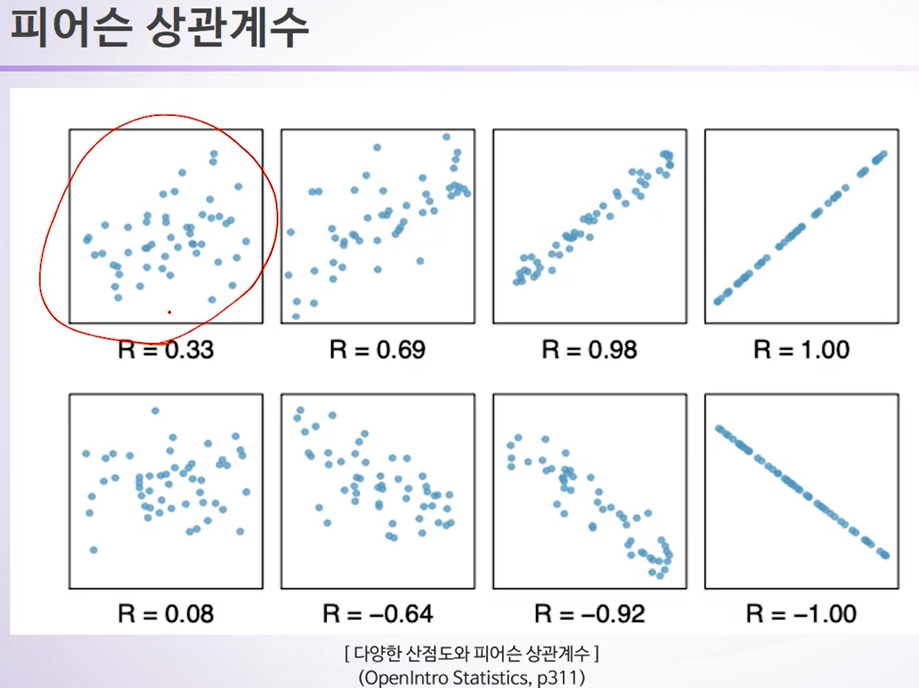 피어슨 상관계수
R = 0.33
R = 0.69
R = 0.98
R = 1.00
R = 0.08
R = −0.64
R = −0.92
R = −1.00
[ 다양한 산점도와 피어슨 상관계수 ]
(OpenIntro Statistics, p311)